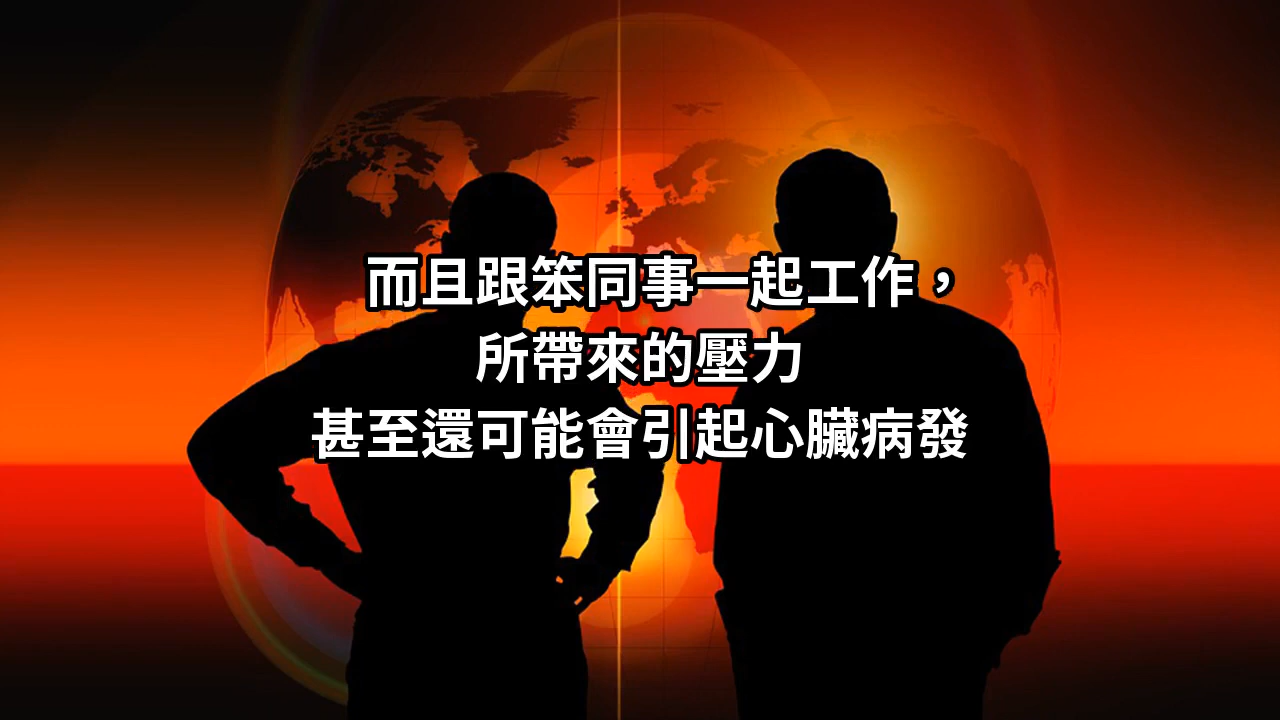 而且跟笨同事一起工作，
所帶來的壓力
甚至還可能會引起心臟病發